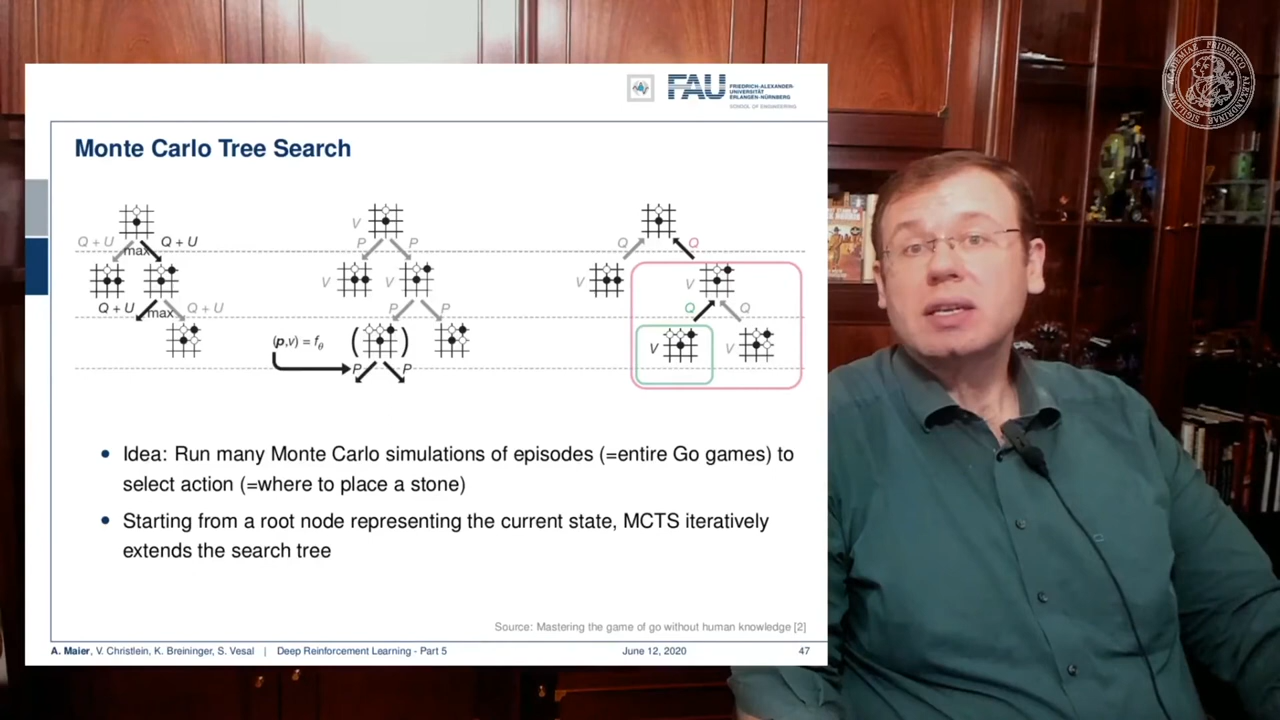 FAU
FRIEDRICH-ALEXANDER-
UNIVERSITÄT
ERLANGEN-NÜRNBERG
SCHOOL OF ENGINEERING
Monte Carlo Tree Search
Q + U max Q + U
Q + U max Q + U
V
P P
V V
P P
(p,v) = fθ
( )
P P
Q Q
V V
Q Q
V V
• Idea: Run many Monte Carlo simulations of episodes (=entire Go games) to
select action (=where to place a stone)
• Starting from a root node representing the current state, MCTS iteratively
extends the search tree
Source: Mastering the game of go without human knowledge [2]
A. Maier, V. Christlein, K. Breininger, S. Vesal | Deep Reinforcement Learning - Part 5 June 12, 2020 47